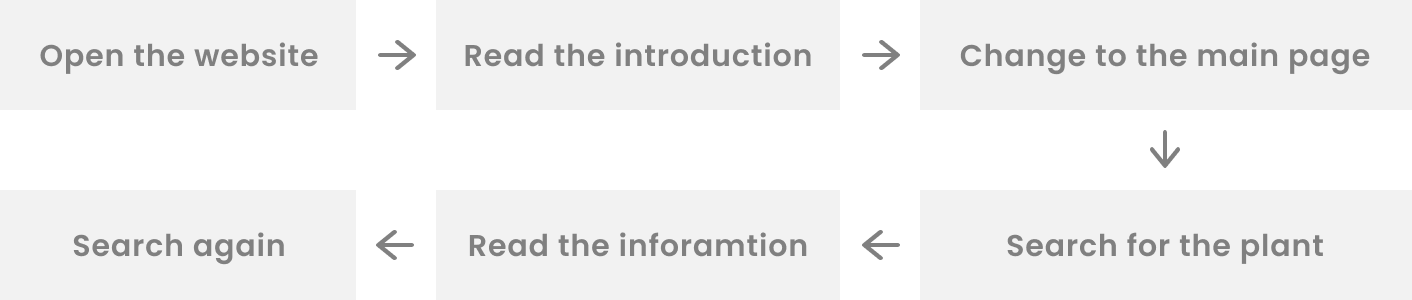 Open the website
Read the introduction
Change to the main page
Search for the plant
Read the inforamtion
Search again